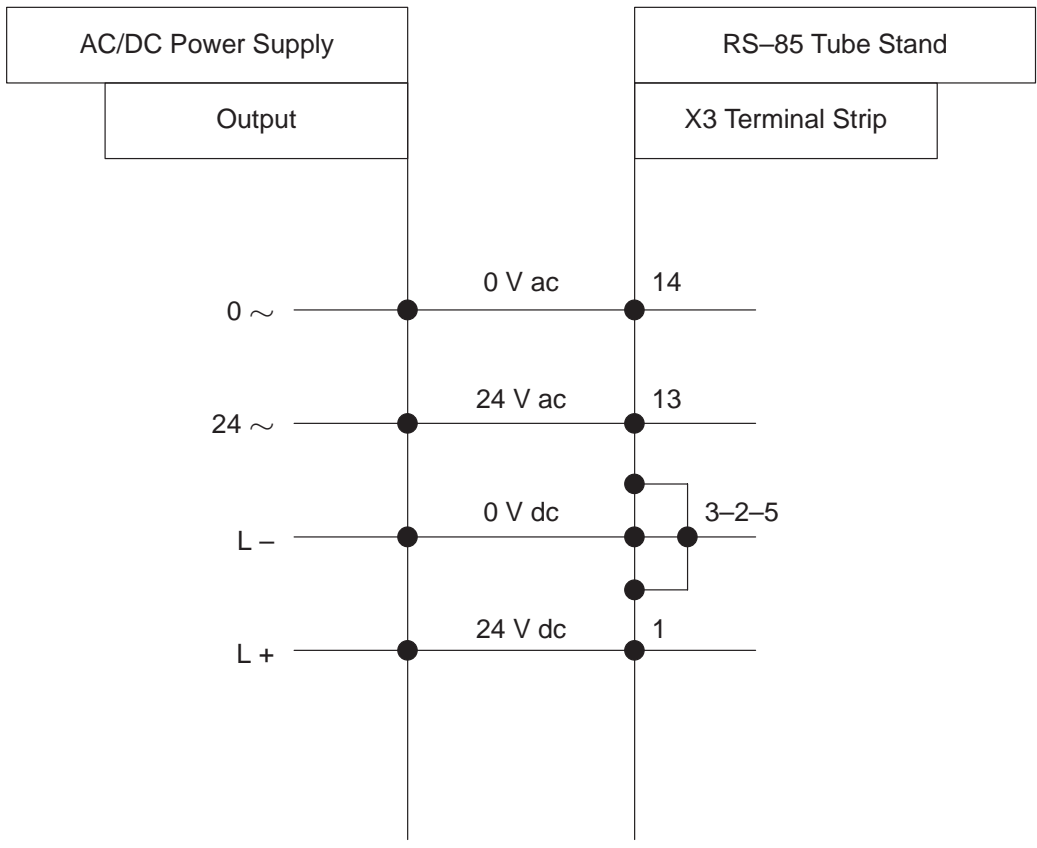 AC/DC Power Supply
RS–85 Tube Stand
Output
X3 Terminal Strip
0 V ac
14
0 ∼
24 V ac
13
24 ∼
0 V dc
3–2–5
L –
24 V dc
1
L +